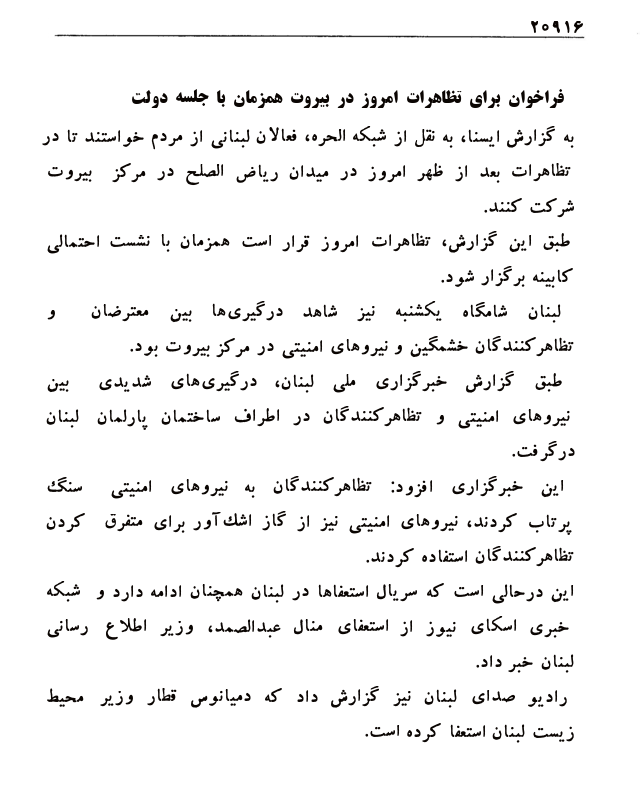 ۲۰۹۱۶
فراخوان برای تظاهرات امروز در بیروت همزمان با جلسه دولت
به گزارش ایسنا، به نقل از شبکه الحره، فعالان لبنانی از مردم خواستند تا در
تظاهرات بعد از ظهر امروز در میدان ریاض الصلح در مرکز بیروت
شرکت کنند.
طبق این گزارش، تظاهرات امروز قرار است همزمان با نشست احتمالی
کابینه برگزار شود.
لبنان شامگاه یکشنبه نیز شاهد درگیری‌ها بین معترضان و
تظاهرکنندگان خشمگین و نیروهای امنیتی در مرکز بیروت بود.
طبق گزارش خبرگزاری ملی لبنان، درگیری‌های شدیدی بین
نیروهای امنیتی و تظاهرکنندگان در اطراف ساختمان پارلمان لبنان
درگرفت.
این خبرگزاری افزود: تظاهرکنندگان به نیروهای امنیتی سنگ
پرتاب کردند، نیروهای امنیتی نیز از گاز اشک‌آور برای متفرق کردن
تظاهرکنندگان استفاده کردند.
این درحالی است که سریال استعفاها در لبنان همچنان ادامه دارد و شبکه
خبری اسکای نیوز از استعفای منال عبدالصمد، وزیر اطلاع رسانی
لبنان خبر داد.
رادیو صدای لبنان نیز گزارش داد که دمیانوس قطار وزیر محیط
زیست لبنان استعفا کرده است.